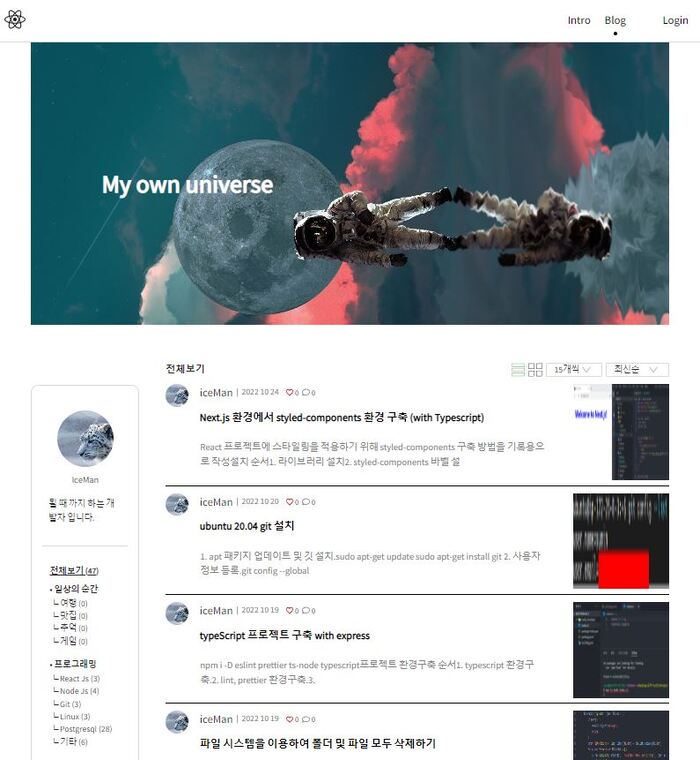 Intro Blog Login
My own universe
전체보기
15개씩 최신순
iceMan | 2022 10 24 0 0
Next.js 환경에서 styled-components 환경 구축 (with Typescript)
React 프로젝트에 스타일링을 적용하기 위해 styled-components 구축 방법을 기록용으
로 작성설치 순서1. 라이브러리 설치2. styled-components 바벨 설
Welcome to Next.js!
IceMan
될 때 까지 하는 개
발자 입니다.
전체보기 (47)
• 일상의 순간
ㄴ여행 (0)
ㄴ맛집 (0)
ㄴ추억 (0)
ㄴ게임 (0)
• 프로그래밍
ㄴReact Js (3)
ㄴNode Js (4)
ㄴGit (3)
ㄴLinux (3)
ㄴPostgresql (28)
ㄴ기타 (6)
iceMan | 2022 10 20 0 0
ubuntu 20.04 git 설치
1. apt 패키지 업데이트 및 깃 설치.sudo apt-get update sudo apt-get install git 2. 사용자
정보 등록.git config --global
iceMan | 2022 10 19 0 0
typeScript 프로젝트 구축 with express
npm i -D eslint prettier ts-node typescript프로젝트 환경구축 순서1. typescript 환경구
축.2. lint, prettier 환경구축.3.
iceMan | 2022 10 19 0 0
파일 시스템을 이용하여 폴더 및 파일 모두 삭제하기